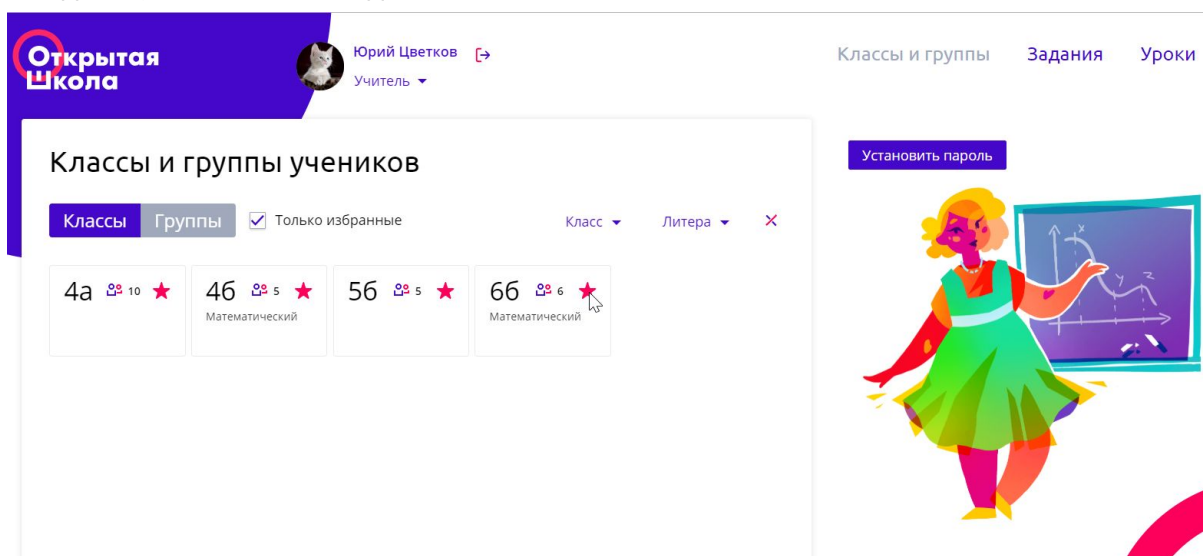 Открытая
Школа
Юрий Цветков
Учитель
Классы и группы Задания Уроки
Классы и группы учеников
Установить пароль
Классы Группы Только избранные Класс Литера
4а 10 4б 5 5б 5 6б 6
Математический Математический
x
y z